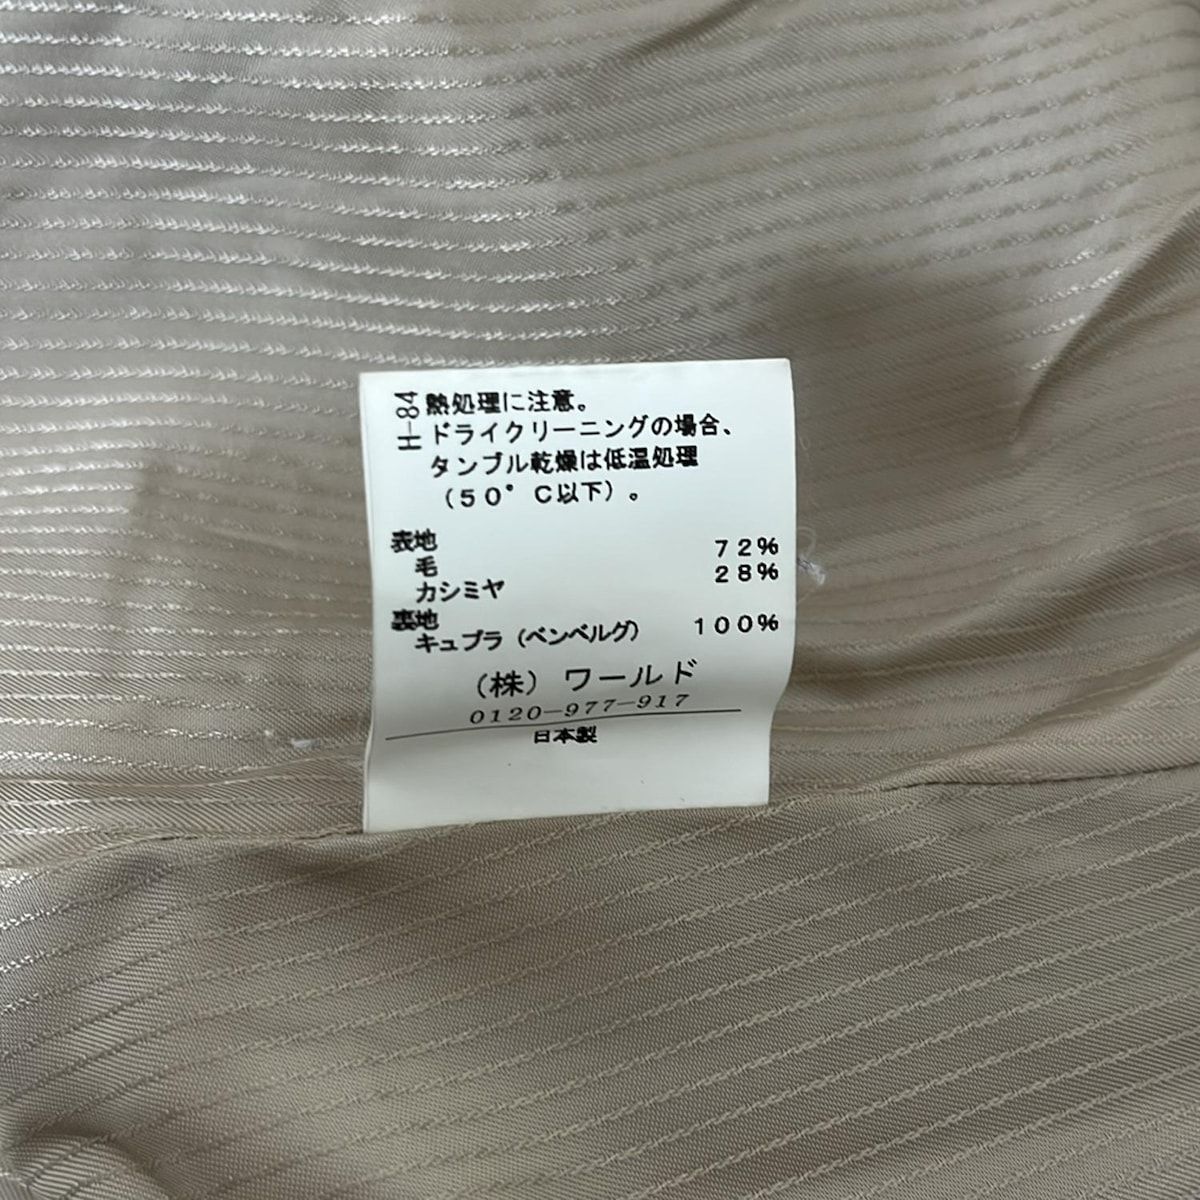 H-84
熱処理に注意。
ドライクリーニングの場合、
タンブル乾燥は低温処理
（50°C以下）。
表地
毛 72%
カシミヤ 28%
裏地
キュプラ（ベンベルグ） 100%
（株）ワールド
0120-977-917
日本製